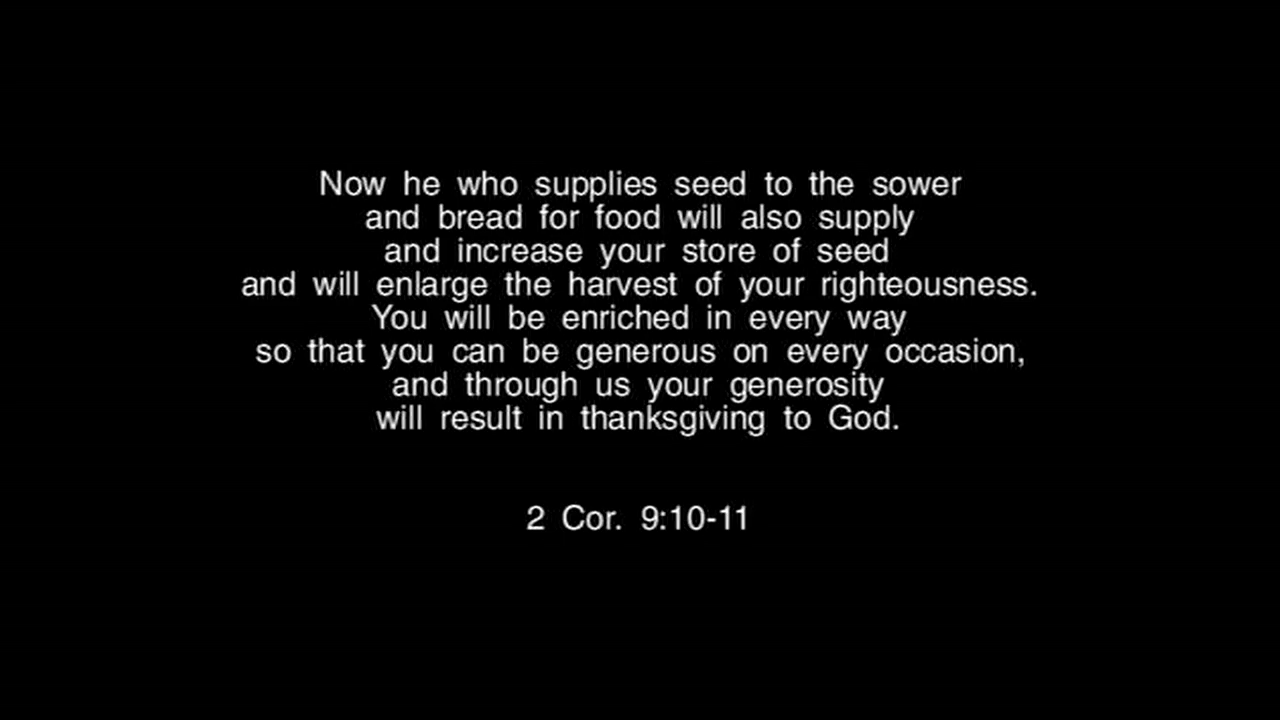 Now he who supplies seed to the sower
and bread for food will also supply
and increase your store of seed
and will enlarge the harvest of your righteousness.
You will be enriched in every way
so that you can be generous on every occasion,
and through us your generosity
will result in thanksgiving to God.
2 Cor. 9:10-11